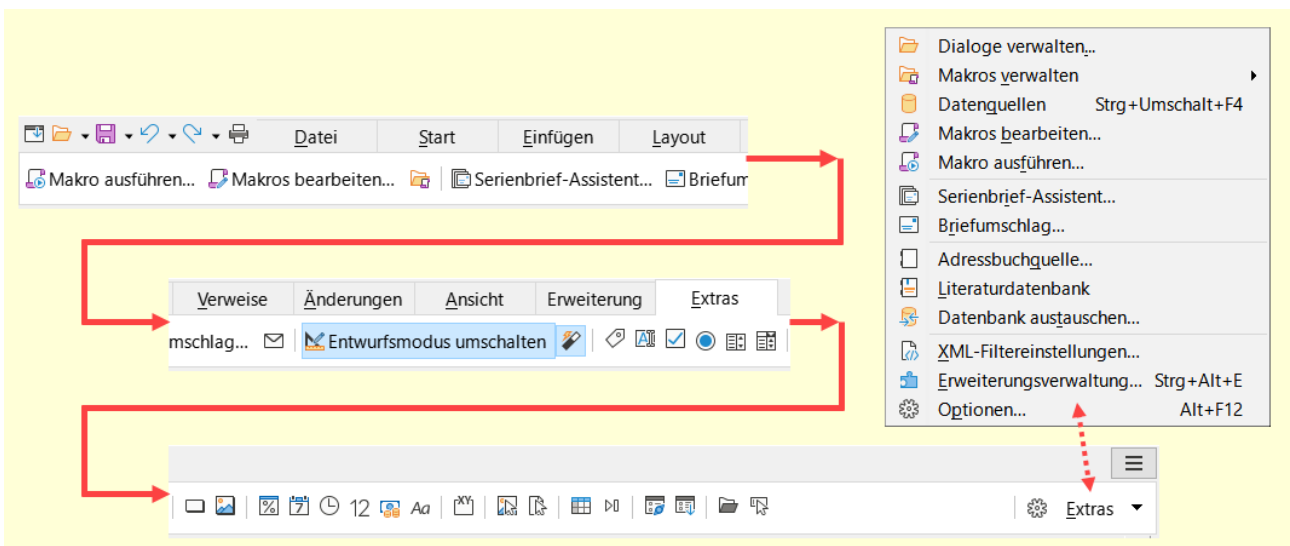 Datei Start Einfügen Layout
Makro ausführen... Makros bearbeiten... Serienbrief-Assistent... Briefum
Verweise Änderungen Ansicht Erweiterung Extras
mschlag... Entwurfsmodus umschalten
12 Aa XY Extras
Dialoge verwalten...
Makros verwalten
Datenquellen Strg+Umschalt+F4
Makros bearbeiten...
Makro ausführen...
Serienbrief-Assistent...
Briefumschlag...
Adressbuchquelle...
Literaturdatenbank
Datenbank austauschen...
XML-Filtereinstellungen...
Erweiterungsverwaltung... Strg+Alt+E
Optionen... Alt+F12